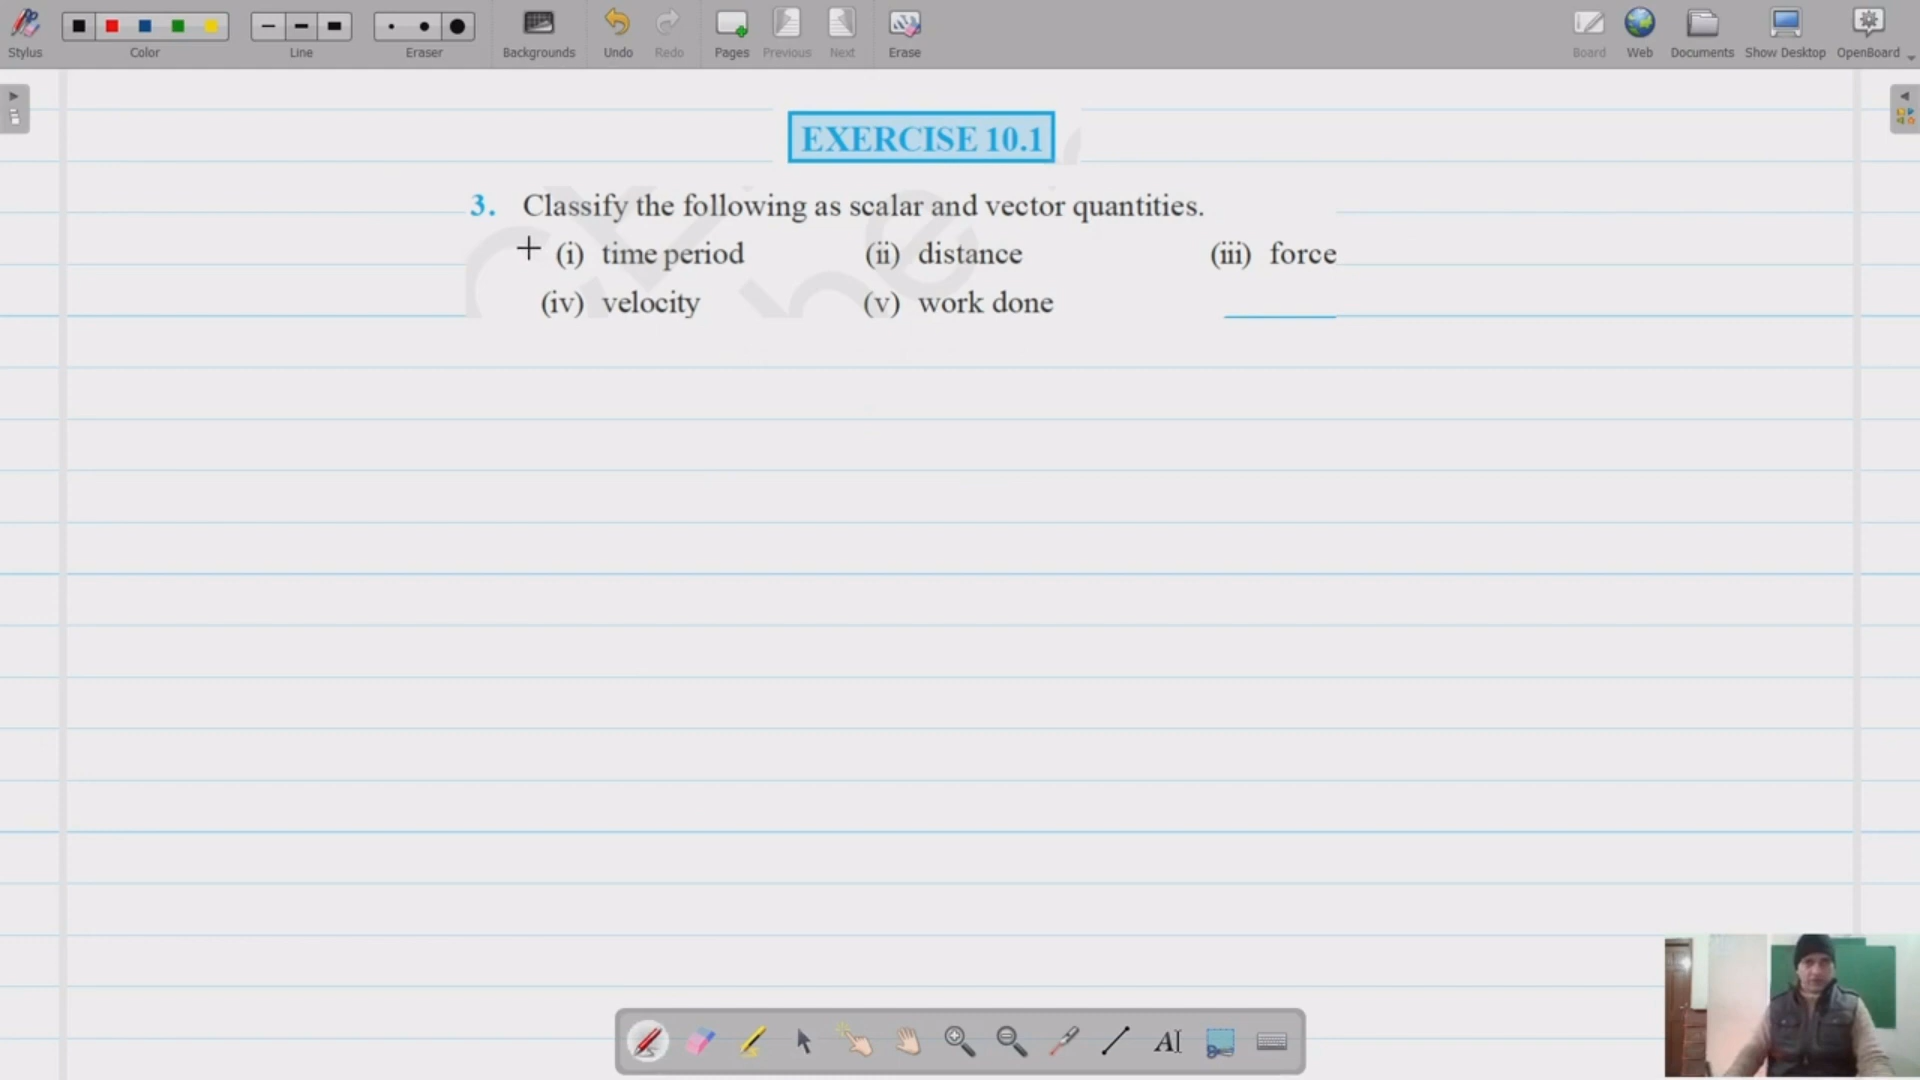 Stylus Color Line Eraser Backgrounds Undo Redo Pages Previous Next Erase Board Web Documents Show Desktop OpenBoard
EXERCISE 10.1
3. Classify the following as scalar and vector quantities.
(i) time period (ii) distance (iii) force
(iv) velocity (v) work done